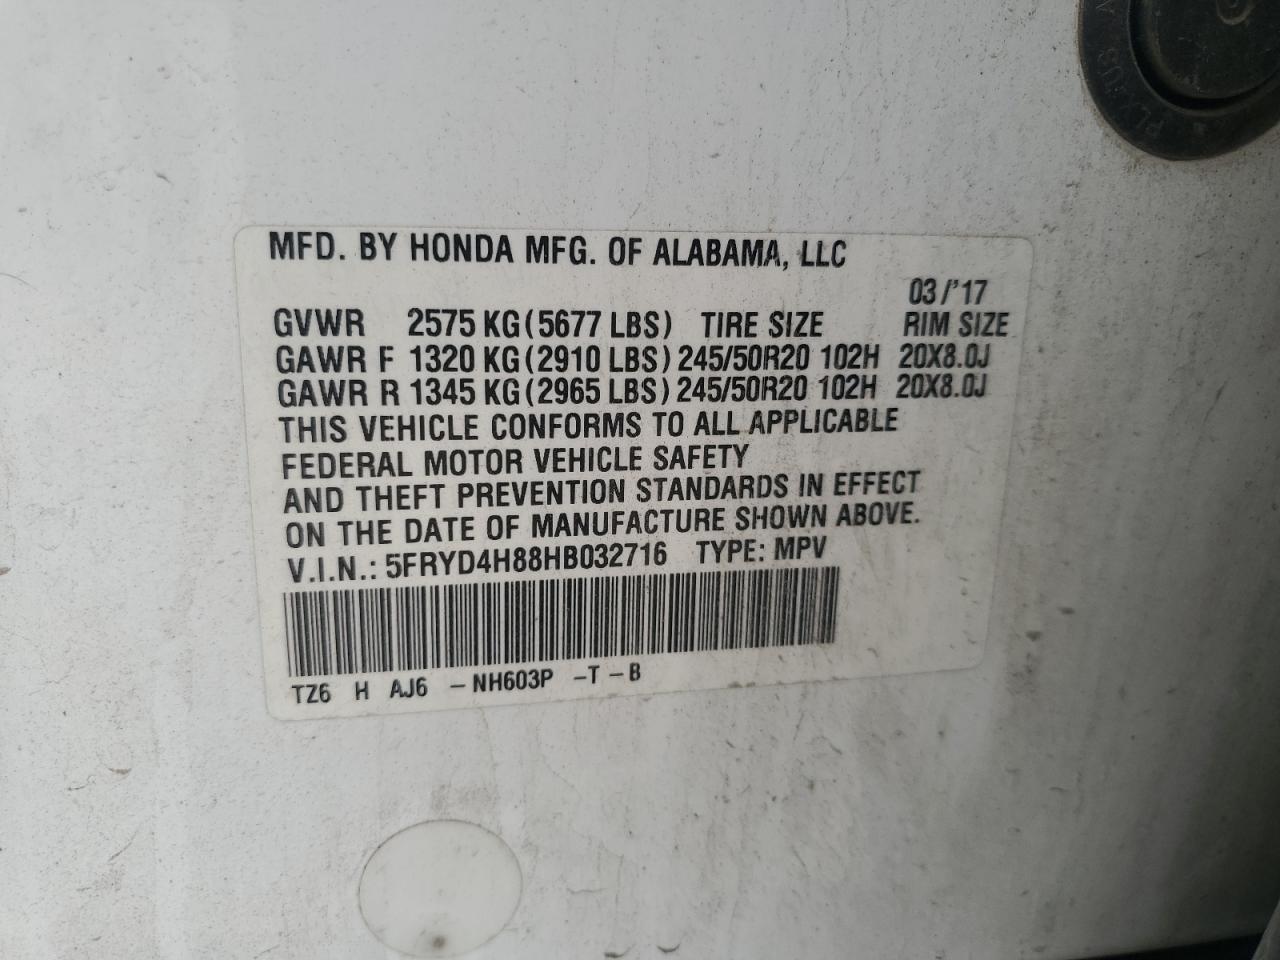 MFD. BY HONDA MFG. OF ALABAMA, LLC
03/'17
GVWR 2575 KG(5677 LBS) TIRE SIZE RIM SIZE
GAWR F 1320 KG(2910 LBS) 245/50R20 102H 20X8.0J
GAWR R 1345 KG(2965 LBS) 245/50R20 102H 20X8.0J
THIS VEHICLE CONFORMS TO ALL APPLICABLE
FEDERAL MOTOR VEHICLE SAFETY
AND THEFT PREVENTION STANDARDS IN EFFECT
ON THE DATE OF MANUFACTURE SHOWN ABOVE.
V.I.N.: 5FRYD4H88HB032716 TYPE: MPV
TZ6 H AJ6 -NH603P -T-B